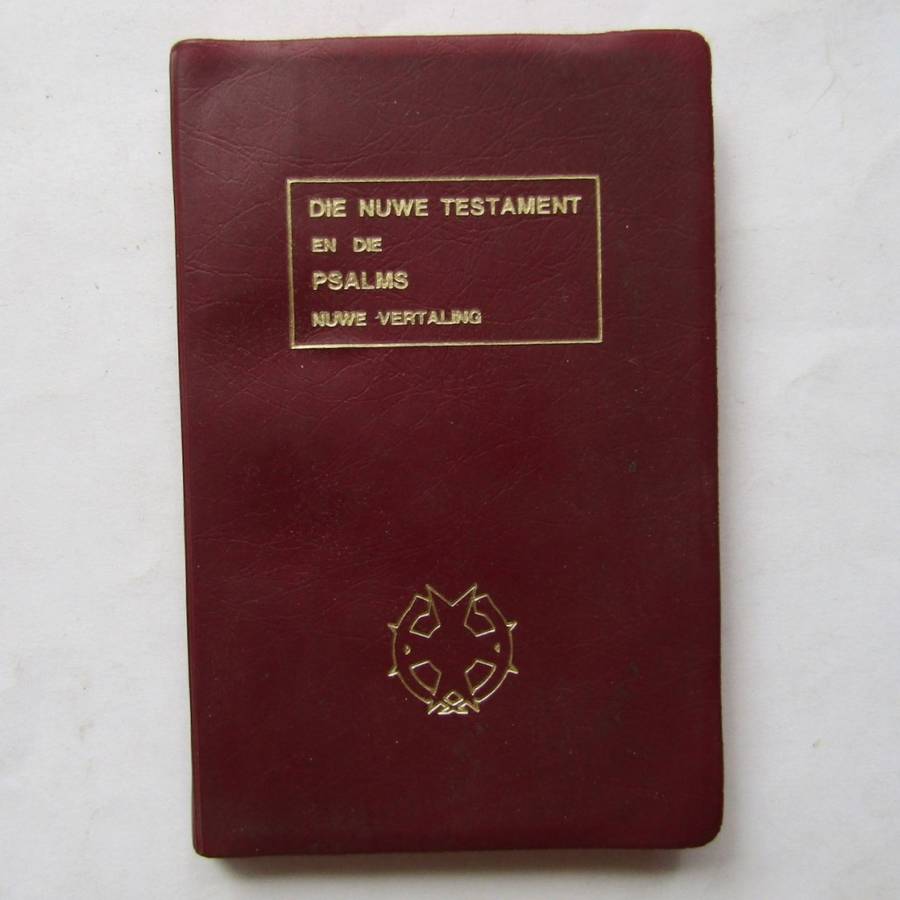 DIE NUWE TESTAMENT
EN DIE
PSALMS
NUWE VERTALING